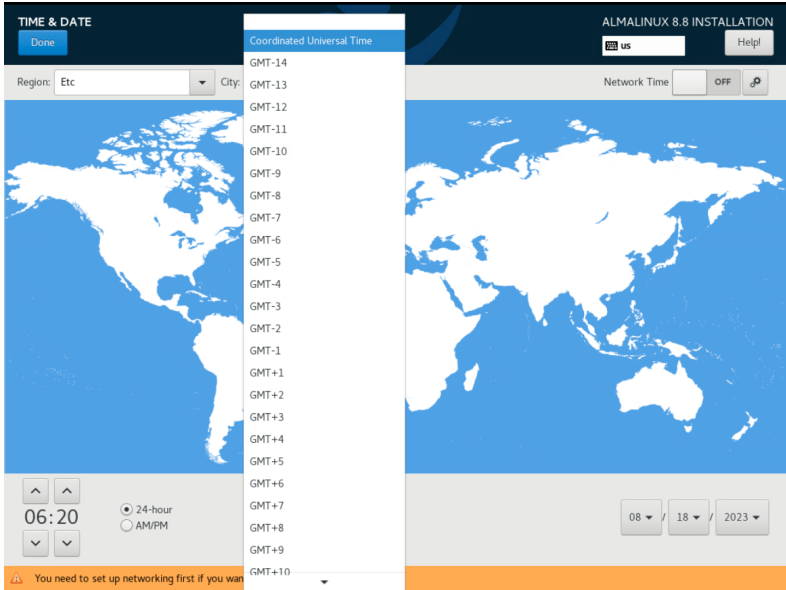 TIME & DATE
Done
ALMALINUX 8.8 INSTALLATION
us
Help!
Region:
Etc
City:
Network Time
OFF
Coordinated Universal Time
GMT-14
GMT-13
GMT-12
GMT-11
GMT-10
GMT-9
GMT-8
GMT-7
GMT-6
GMT-5
GMT-4
GMT-3
GMT-2
GMT-1
GMT+1
GMT+2
GMT+3
GMT+4
GMT+5
GMT+6
GMT+7
GMT+8
GMT+9
GMT+10
06:20
24-hour
AM/PM
08 / 18 / 2023
You need to set up networking first if you wan